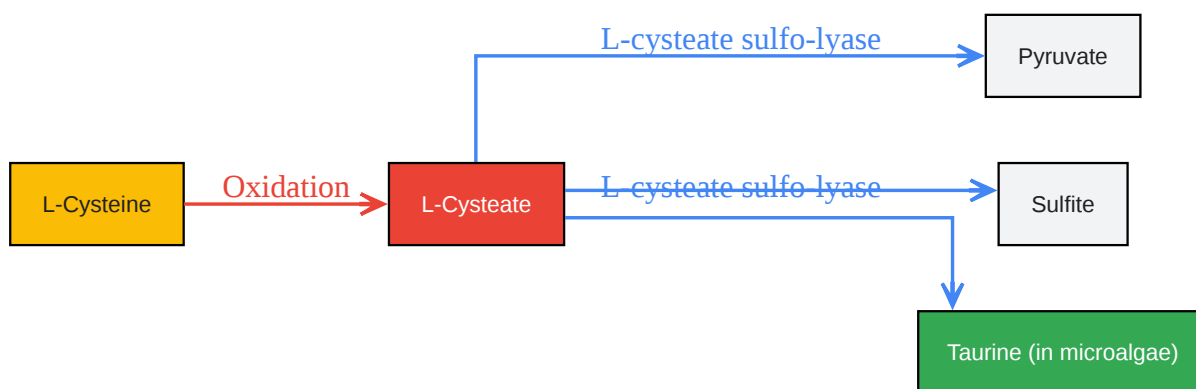 L-cysteate sulfo-lyase
Pyruvate
L-Cysteine
Oxidation
L-Cysteate
L-cysteate sulfo-lyase
Sulfite
Taurine (in microalgae)